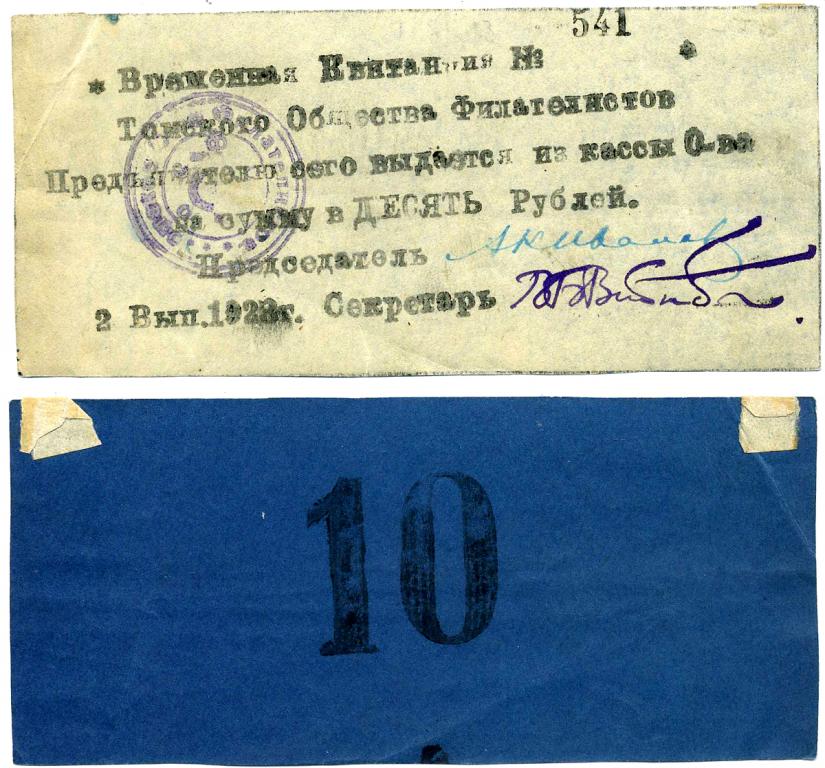 541
* Временная Квитанция № *
Томского Общества Филателистов
Предъявителю сего выдается из кассы О-ва
на сумму в ДЕСЯТЬ Рублей.
Председатель
2 Вып.1923г. Секретарь
10